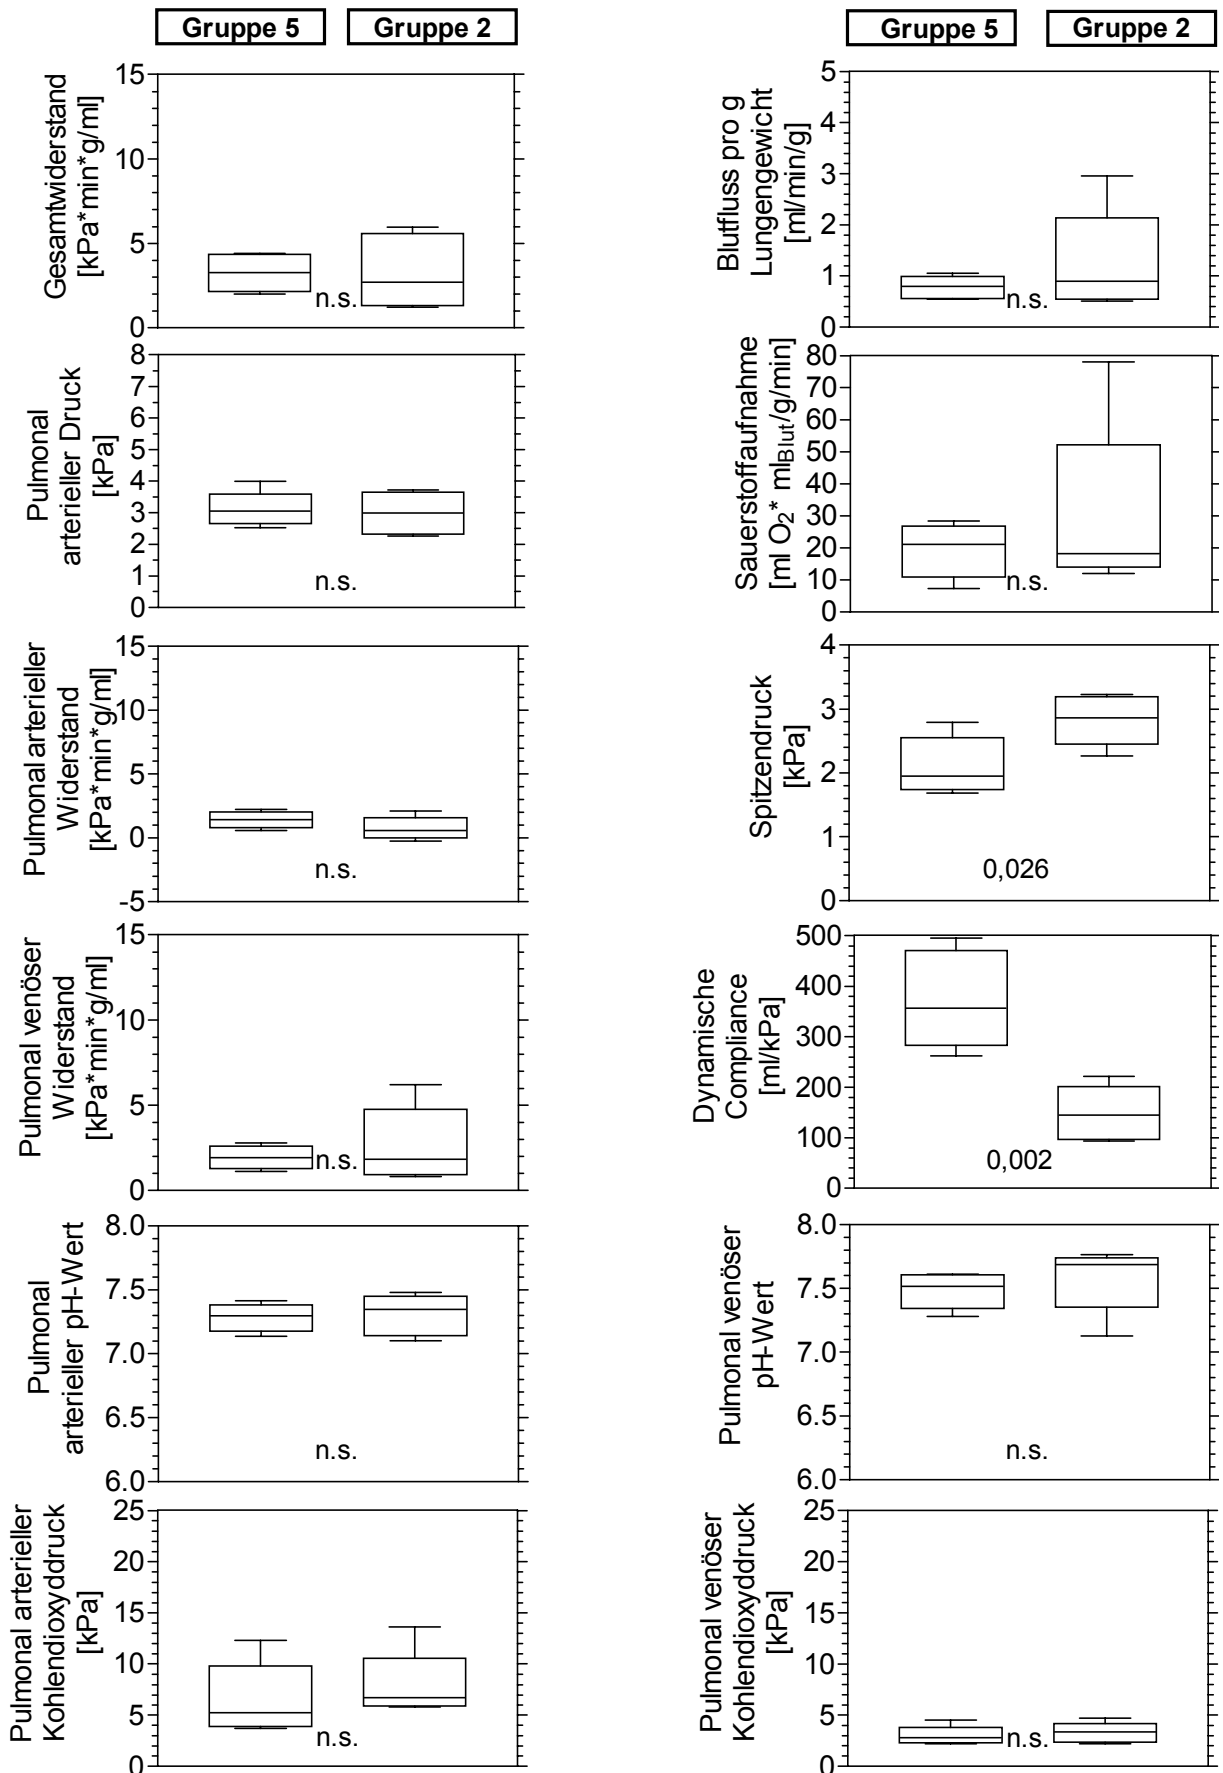 Gruppe 5
Gruppe 2
Gruppe 5
Gruppe 2
Gesamtwiderstand
[kPa*min*g/ml]
15
10
5
0
n.s.
Blutfluss pro g
Lungengewicht
[ml/min/g]
5
4
3
2
1
0
n.s.
Pulmonal
arterieller Druck
[kPa]
8
7
6
5
4
3
2
1
0
n.s.
Sauerstoffaufnahme
[ml O2* mlBlut/g/min]
80
70
60
50
40
30
20
10
0
n.s.
Pulmonal arterieller
Widerstand
[kPa*min*g/ml]
15
10
5
0
-5
n.s.
Spitzendruck
[kPa]
4
3
2
1
0
0,026
Pulmonal venöser
Widerstand
[kPa*min*g/ml]
15
10
5
0
n.s.
Dynamische
Compliance
[ml/kPa]
500
400
300
200
100
0
0,002
Pulmonal
arterieller pH-Wert
8.0
7.5
7.0
6.5
6.0
n.s.
Pulmonal venöser
pH-Wert
8.0
7.5
7.0
6.5
6.0
n.s.
Pulmonal arterieller
Kohlendioxyddruck
[kPa]
25
20
15
10
5
0
n.s.
Pulmonal venöser
Kohlendioxyddruck
[kPa]
25
20
15
10
5
0
n.s.